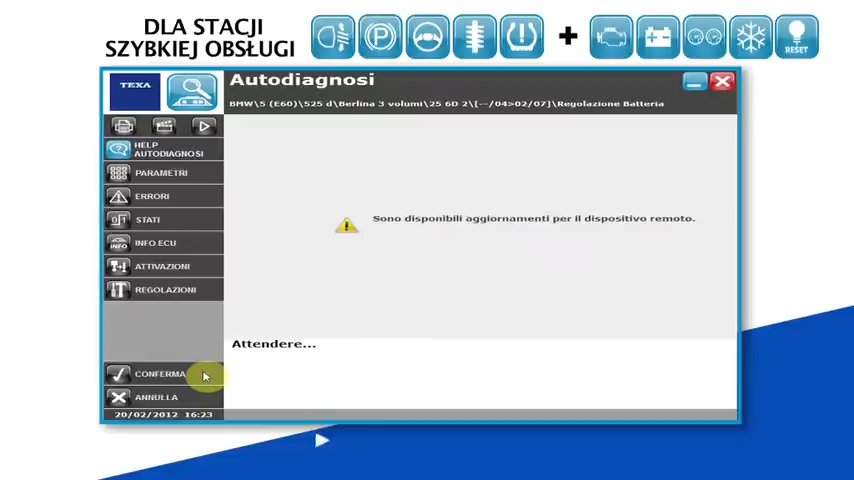 DLA STACJI
SZYBKIEJ OBSŁUGI
RESET
TEXA
Autodiagnosi
BMW\5 (E60)\525 d\Berlina 3 volumi\25 6D 2\[--/04>02/07]\Regolazione Batteria
HELP
AUTODIAGNOSI
PARAMETRI
ERRORI
STATI
INFO
INFO ECU
ATTIVAZIONI
REGOLAZIONI
Sono disponibili aggiornamenti per il dispositivo remoto.
Attendere...
CONFERMA
ANNULLA
20/02/2012 16:23